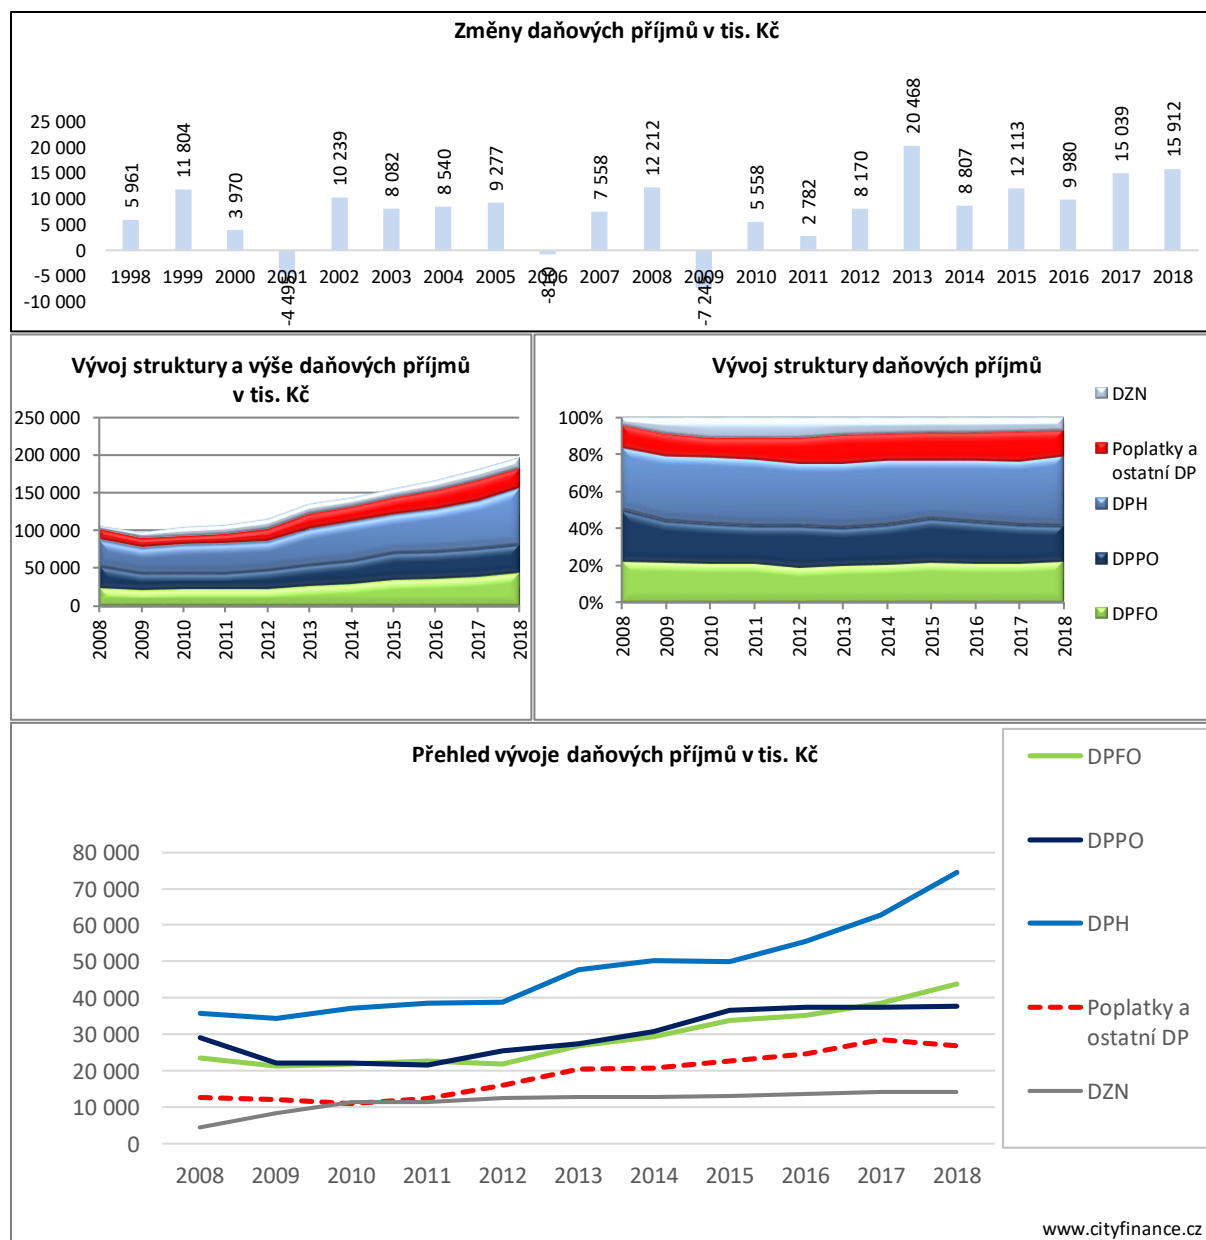 Změny daňových příjmů v tis. Kč
25 000
20 000
15 000
10 000
5 000
0
-5 000
-10 000
5 961
11 804
3 970
-4 495
10 239
8 082
8 540
9 277
7 558
12 212
-7 245
5 558
2 782
8 170
20 468
8 807
12 113
9 980
15 039
15 912
1998 1999 2000 2001 2002 2003 2004 2005 2006 2007 2008 2009 2010 2011 2012 2013 2014 2015 2016 2017 2018
Vývoj struktury a výše daňových příjmů
v tis. Kč
250 000
200 000
150 000
100 000
50 000
0
2008 2009 2010 2011 2012 2013 2014 2015 2016 2017 2018
Vývoj struktury daňových příjmů
100%
80%
60%
40%
20%
0%
2008 2009 2010 2011 2012 2013 2014 2015 2016 2017 2018
DZN
Poplatky a
ostatní DP
DPH
DPPO
DPFO
Přehled vývoje daňových příjmů v tis. Kč
80 000
70 000
60 000
50 000
40 000
30 000
20 000
10 000
0
2008 2009 2010 2011 2012 2013 2014 2015 2016 2017 2018
DPFO
DPPO
DPH
Poplatky a
ostatní DP
DZN
www.cityfinance.cz